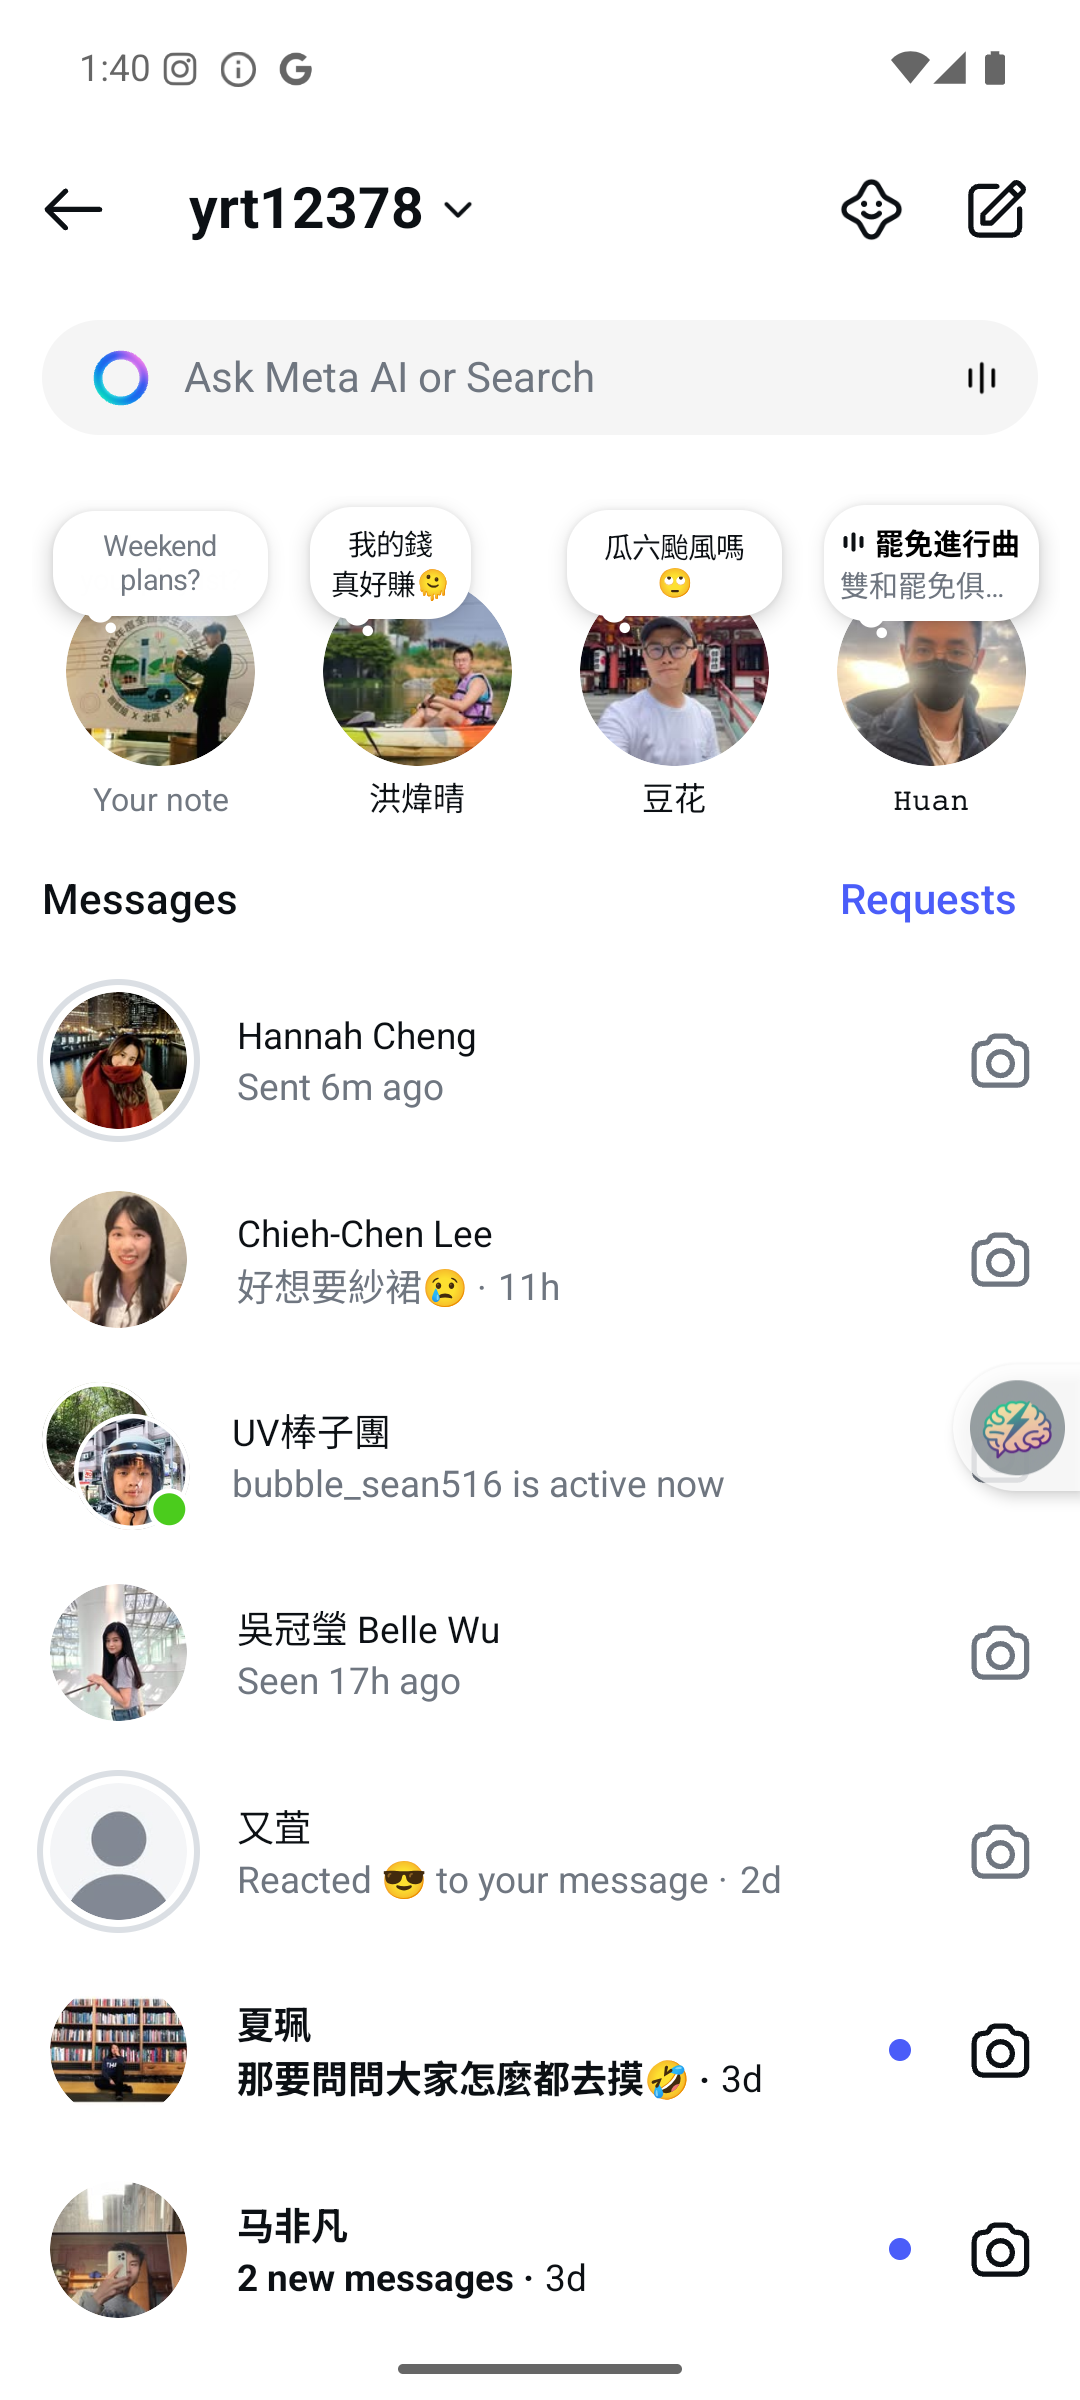 1:40
yrt12378
Ask Meta AI or Search
Weekend
plans?
我的錢
真好賺🫠
瓜六颱風嗎
🙄
罷免進行曲
雙和罷免俱...
Your note
洪煒晴
豆花
Huan
Messages
Requests
Hannah Cheng
Sent 6m ago
Chieh-Chen Lee
好想要紗裙😢 · 11h
UV棒子團
bubble_sean516 is active now
吳冠瑩 Belle Wu
Seen 17h ago
又萓
Reacted 😎 to your message · 2d
夏珮
那要問問大家怎麼都去摸🤣 · 3d
马非凡
2 new messages · 3d